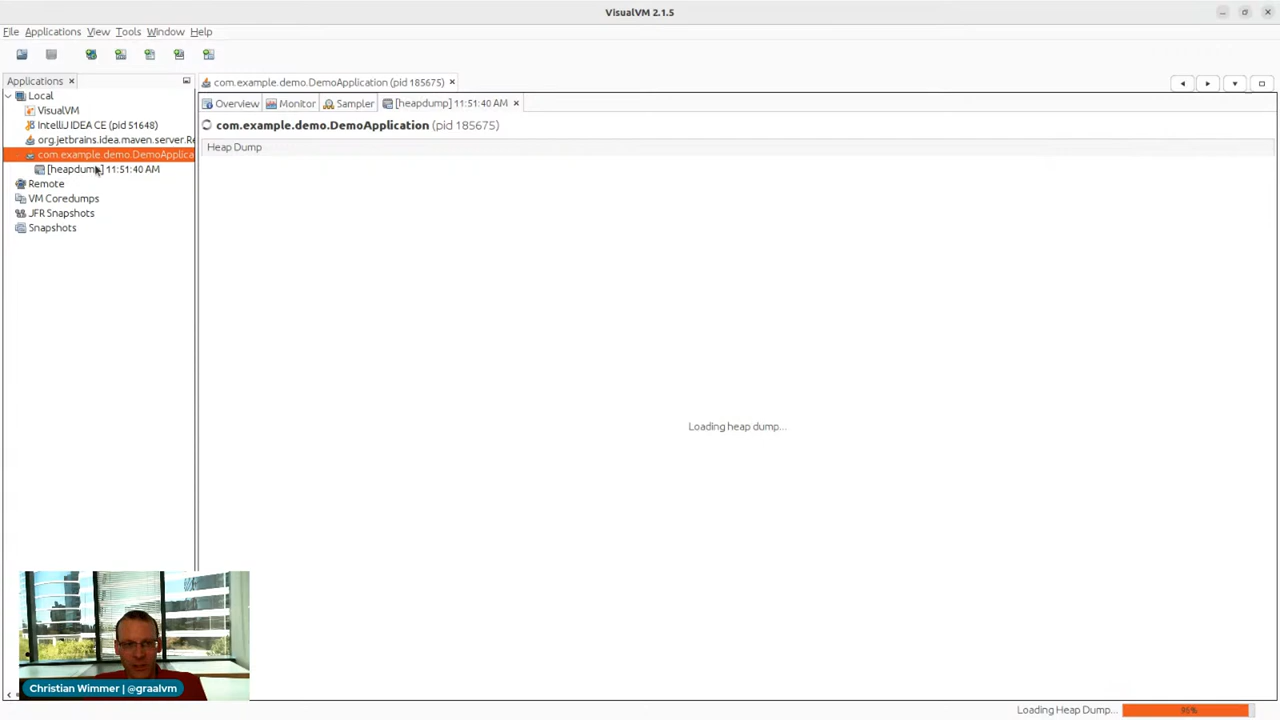 VisualVM 2.1.5
File Applications View Tools Window Help
Applications
com.example.demo.DemoApplication (pid 185675)
Local
Overview Monitor Sampler [heapdump] 11:51:40 AM
VisualVM
IntelliJ IDEA CE (pid 51648)
com.example.demo.DemoApplication (pid 185675)
org.jetbrains.idea.maven.server.Re
Heap Dump
com.example.demo.DemoApplica
[heapdump] 11:51:40 AM
Remote
VM Coredumps
JFR Snapshots
Snapshots
Loading heap dump...
Christian Wimmer | @graalvm
Loading Heap Dump... 96%